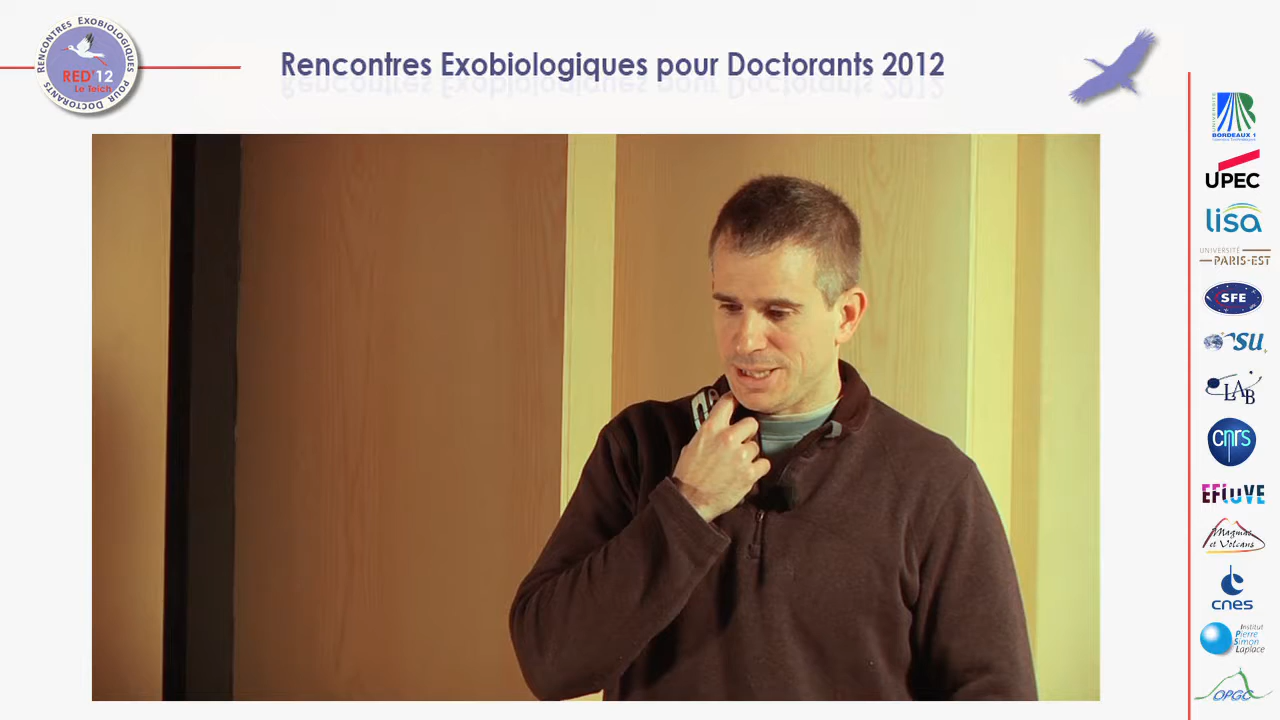 RENCONTRES EXOBIOLOGIQUES POUR DOCTORANTS
RED'12
Le Teich
Rencontres Exobiologiques pour Doctorants 2012
UNIVERSITÉ
BORDEAUX 1
UPEC
lisa
UNIVERSITÉ
PARIS-EST
SFE
SU
LAB
cnrs
EFLUVE
Magmas
et Volcans
cnes
Institut
Pierre
Simon
Laplace
OPGC